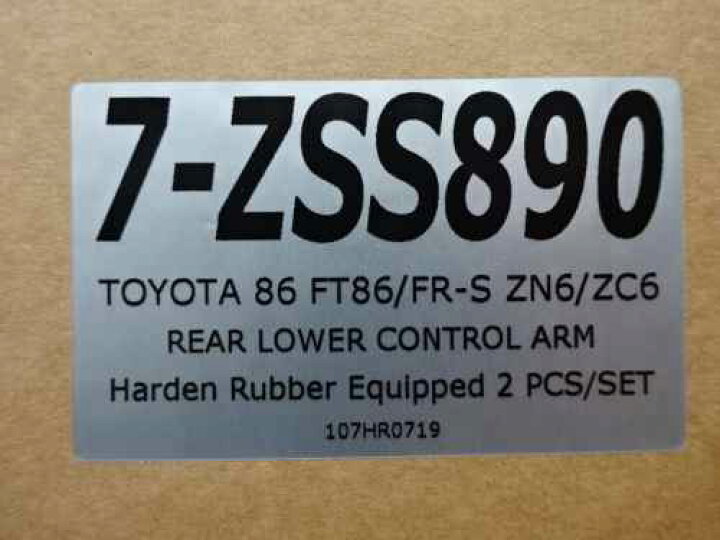 7-ZSS890
TOYOTA 86 FT86/FR-S ZN6/ZC6
REAR LOWER CONTROL ARM
Harden Rubber Equipped 2 PCS/SET
107HR0719